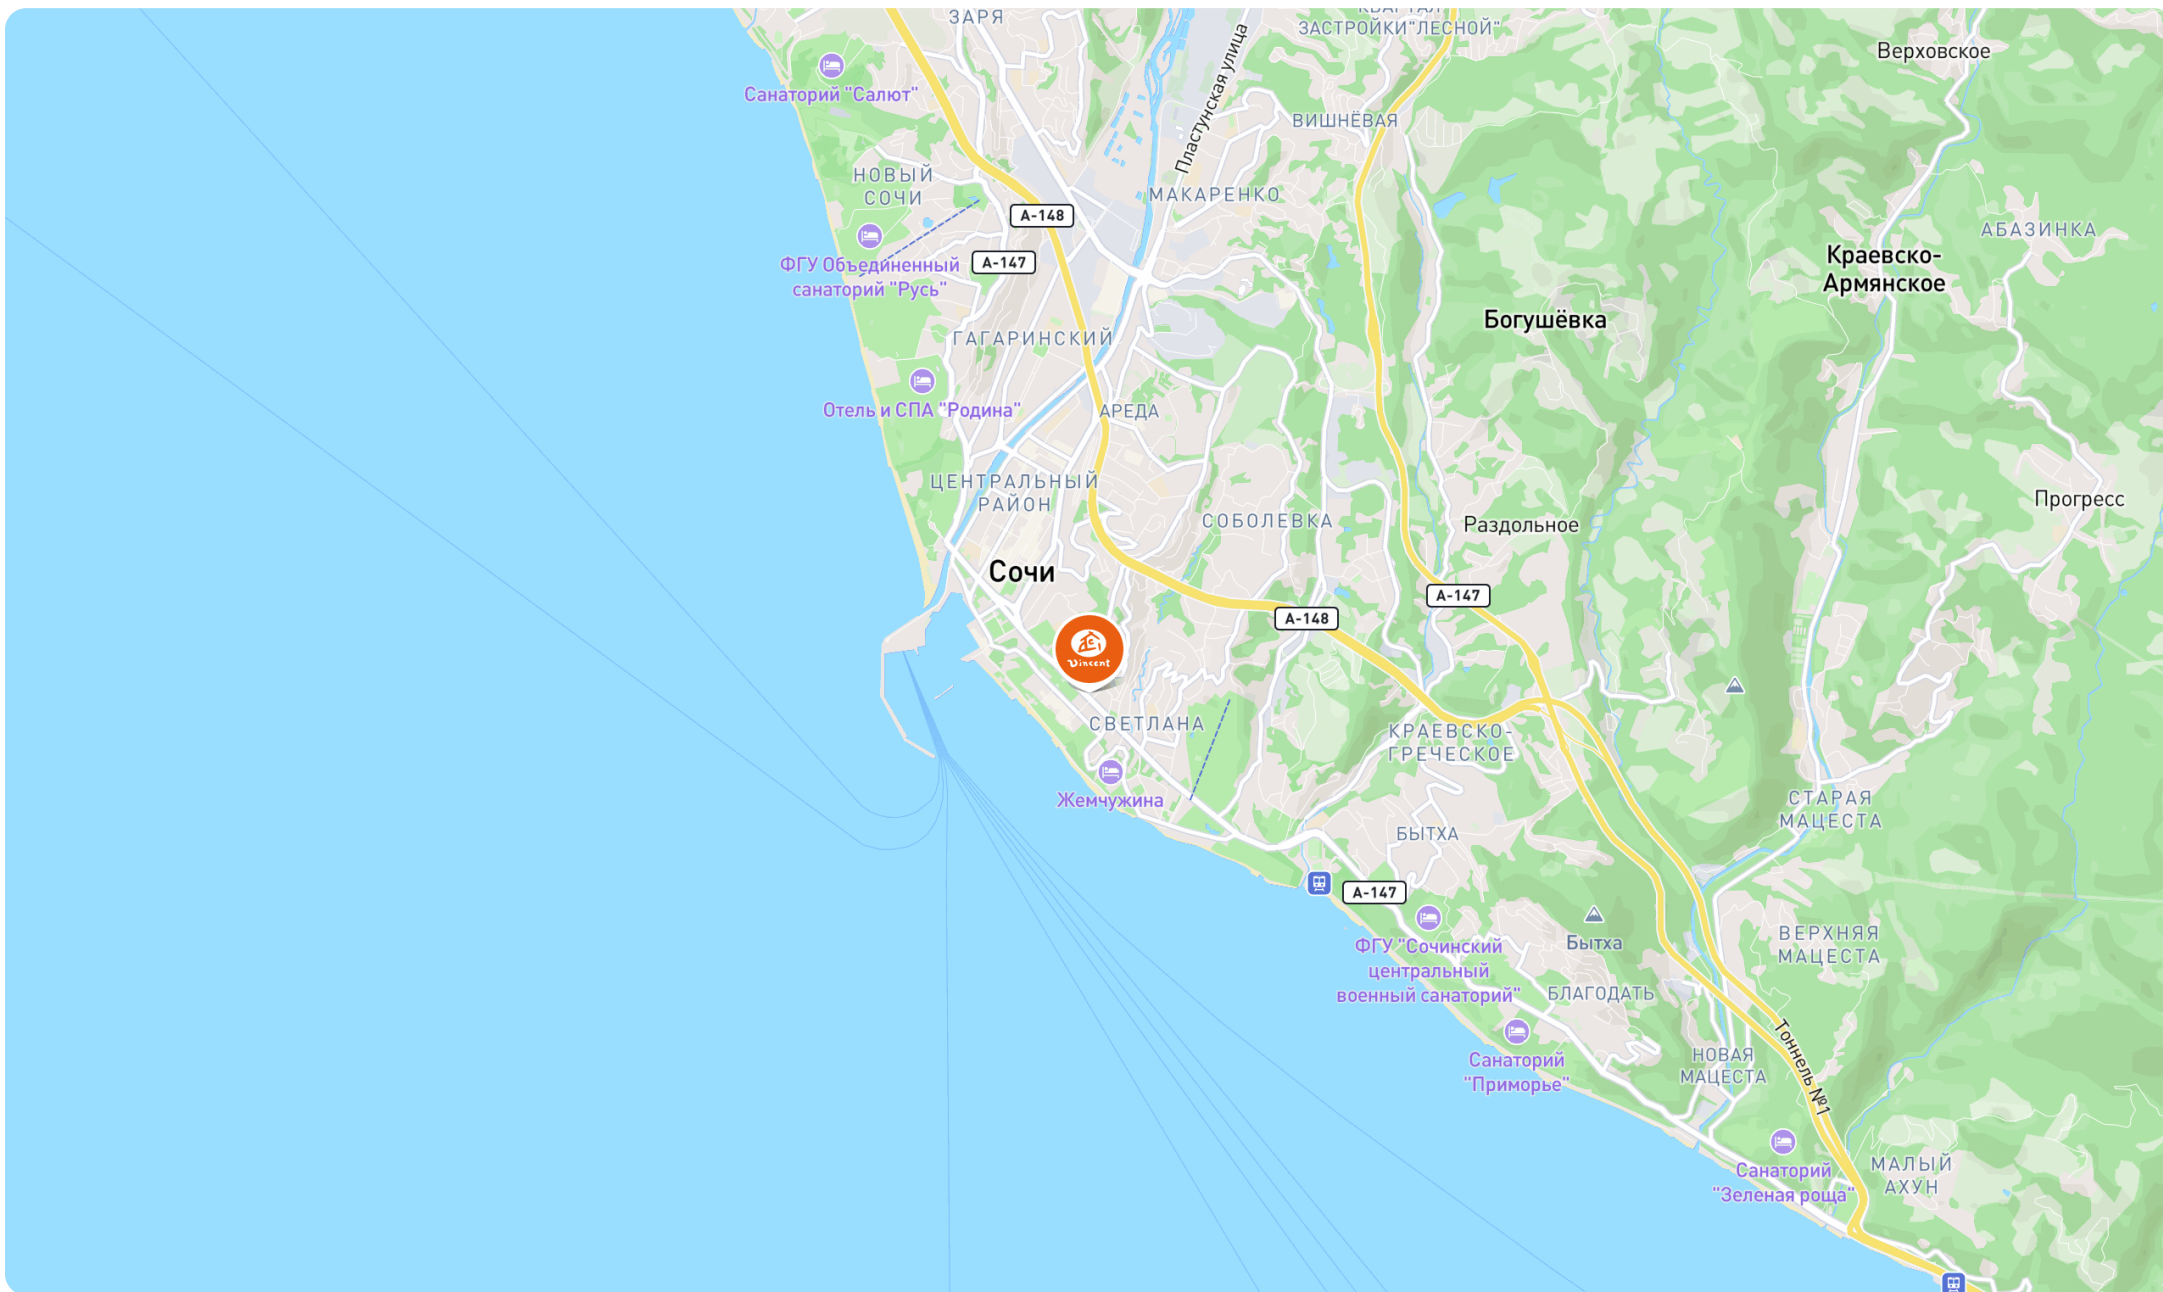 ЗАРЯ
КВАРТАЛ
ЗАСТРОЙКИ"ЛЕСНОЙ"
Верховское
Санаторий "Салют"
Пластунская улица
ВИШНЁВАЯ
НОВЫЙ
СОЧИ
МАКАРЕНКО
А-148
АБАЗИНКА
ФГУ Объединенный
санаторий "Русь"
А-147
Краевско-
Армянское
Богушёвка
ГАГАРИНСКИЙ
Отель и СПА "Родина"
АРЕДА
ЦЕНТРАЛЬНЫЙ
РАЙОН
Прогресс
СОБОЛЕВКА
Раздольное
Сочи
А-147
А-148
Vincent
СВЕТЛАНА
КРАЕВСКО-
ГРЕЧЕСКОЕ
Жемчужина
СТАРАЯ
МАЦЕСТА
БЫТХА
А-147
ФГУ "Сочинский
центральный
военный санаторий"
Бытха
ВЕРХНЯЯ
МАЦЕСТА
БЛАГОДАТЬ
Санаторий
"Приморье"
НОВАЯ
МАЦЕСТА
Тоннель №1
Санаторий
"Зеленая роща"
МАЛЫЙ
АХУН